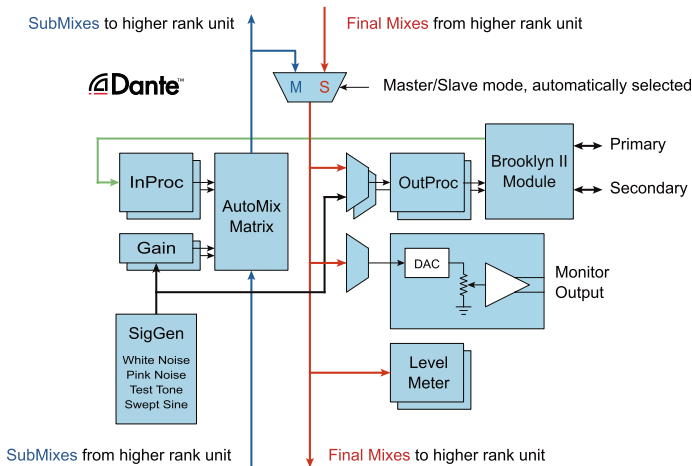 SubMixes to higher rank unit
Final Mixes from higher rank unit
Dante™
M S
Master/Slave mode, automatically selected
InProc
AutoMix
Matrix
OutProc
Brooklyn II
Module
Primary
Secondary
Gain
DAC
Monitor
Output
SigGen
White Noise
Pink Noise
Test Tone
Swept Sine
Level
Meter
SubMixes from higher rank unit
Final Mixes to higher rank unit